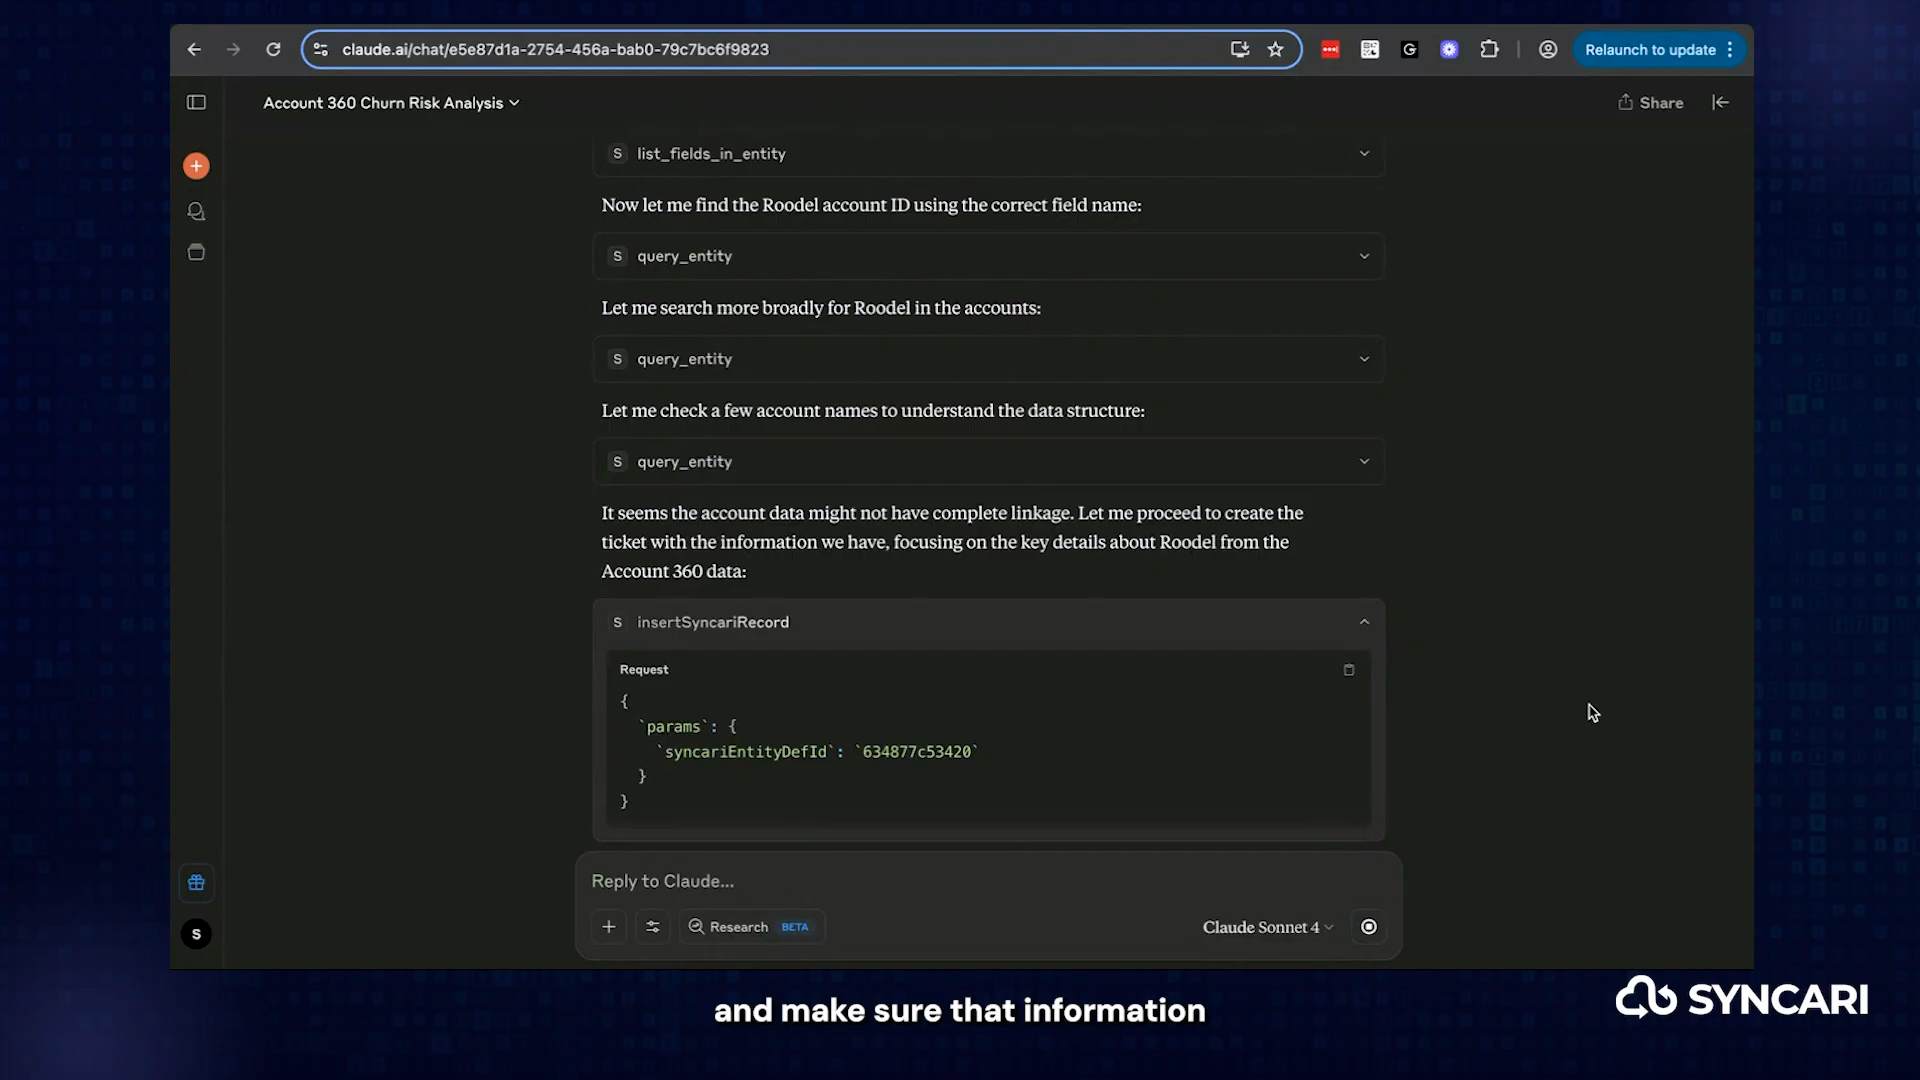 claude.ai/chat/e5e87d1a-2754-456a-bab0-79c7bc6f9823
Relaunch to update
Account 360 Churn Risk Analysis
Share
S list_fields_in_entity
Now let me find the Roodel account ID using the correct field name:
S query_entity
Let me search more broadly for Roodel in the accounts:
S query_entity
Let me check a few account names to understand the data structure:
S query_entity
It seems the account data might not have complete linkage. Let me proceed to create the
ticket with the information we have, focusing on the key details about Roodel from the
Account 360 data:
S insertSyncariRecord
Request
{
`params`: {
`syncariEntityDefId`: `634877c53420`
}
}
Reply to Claude...
Research BETA
Claude Sonnet 4
S
and make sure that information
SYNCARI